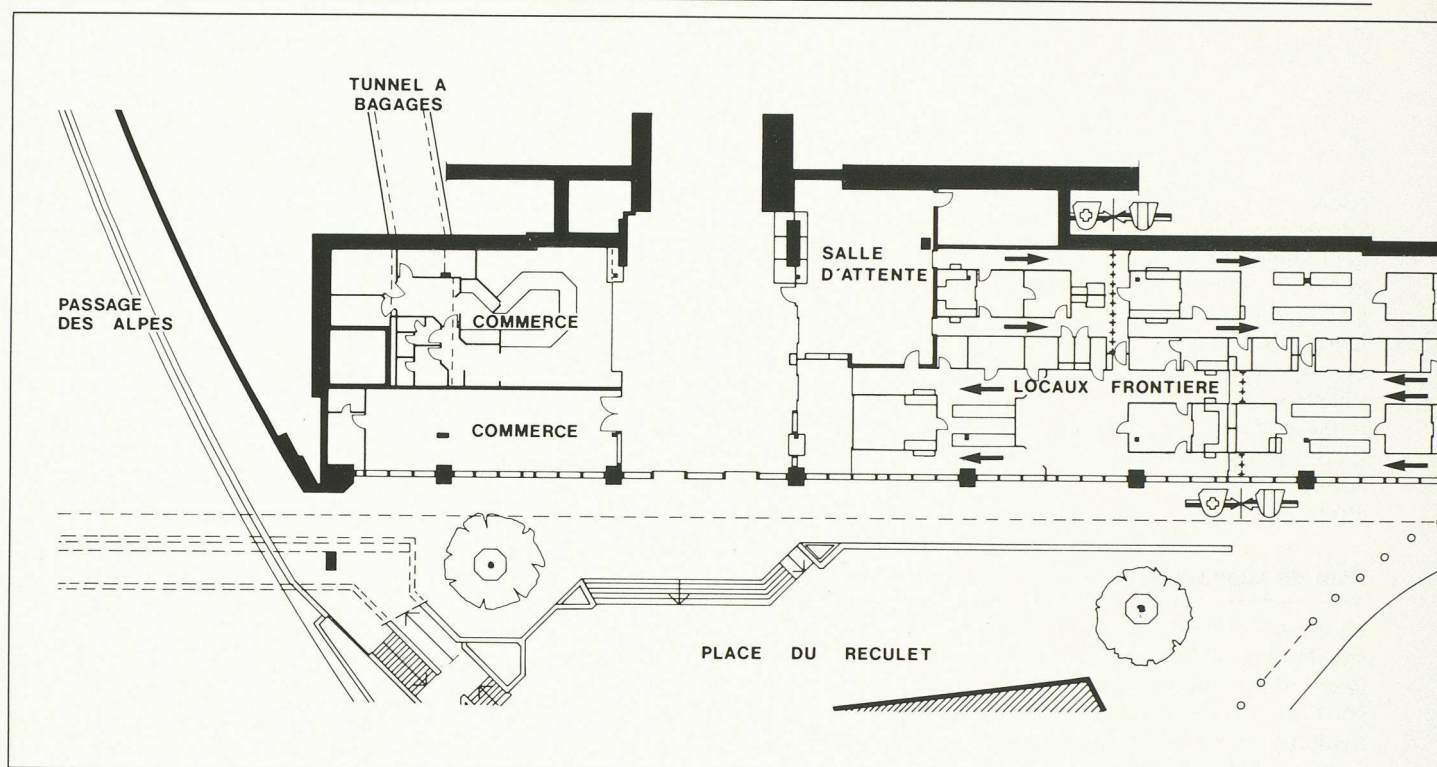 TUNNEL A
BAGAGES
PASSAGE
DES ALPES
COMMERCE
COMMERCE
SALLE
D'ATTENTE
LOCAUX FRONTIERE
PLACE DU RECULET